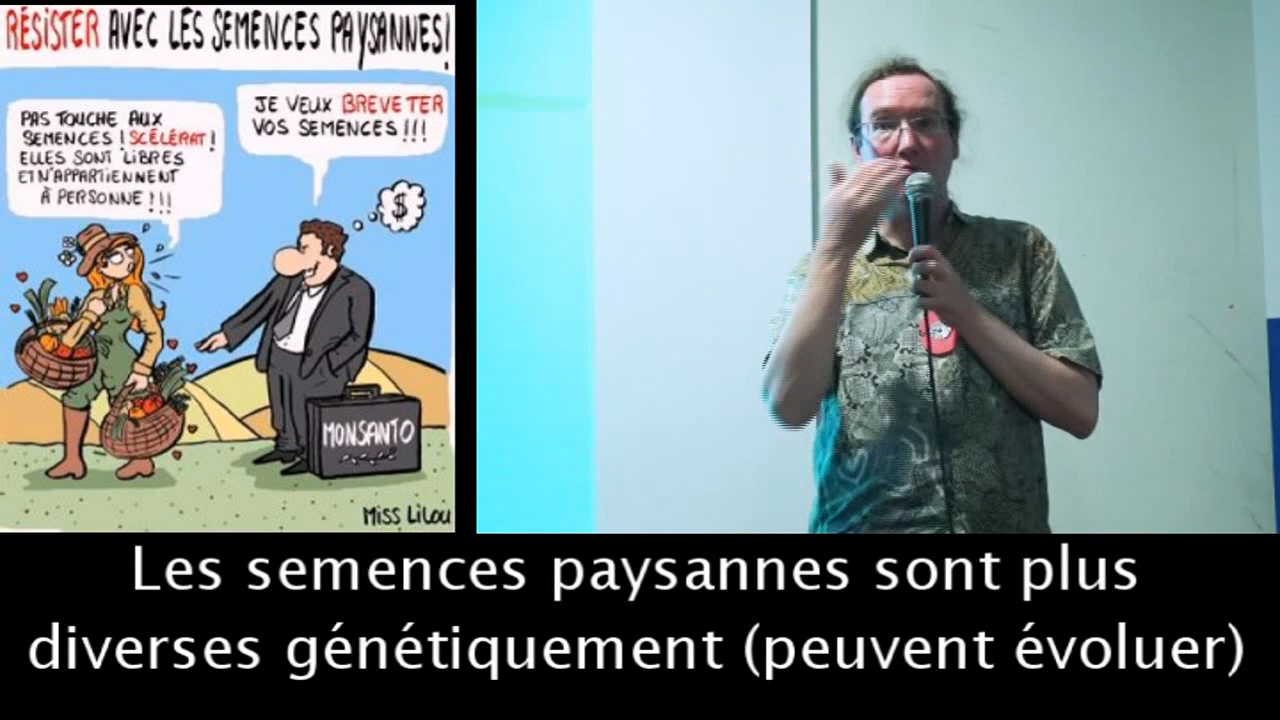 RÉSISTER AVEC LES SEMENCES PAYSANNES!
PAS TOUCHE AUX
SEMENCES ! SCÉLÉRAT !
ELLES SONT LIBRES
ET N'APPARTIENNENT
À PERSONNE !!!
JE VEUX BREVETER
VOS SEMENCES !!!
$
MONSANTO
MISS LILOU
Les semences paysannes sont plus
diverses génétiquement (peuvent évoluer)